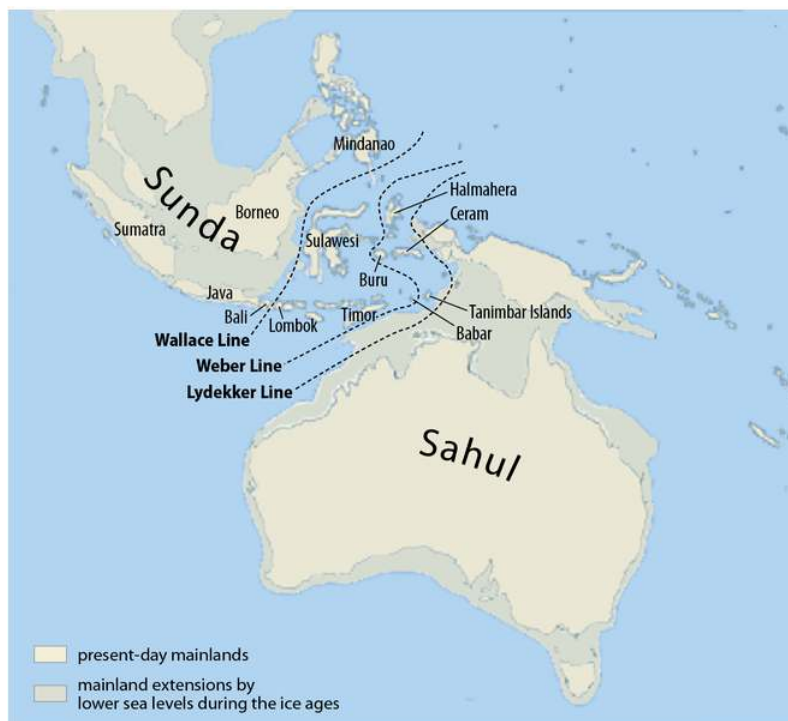 Mindanao
Sunda
Halmahera
Ceram
Borneo
Sumatra
Sulawesi
Buru
Java
Tanimbar Islands
Bali
Lombok
Timor
Babar
Wallace Line
Weber Line
Lydekker Line
Sahul
present-day mainlands
mainland extensions by
lower sea levels during the ice ages